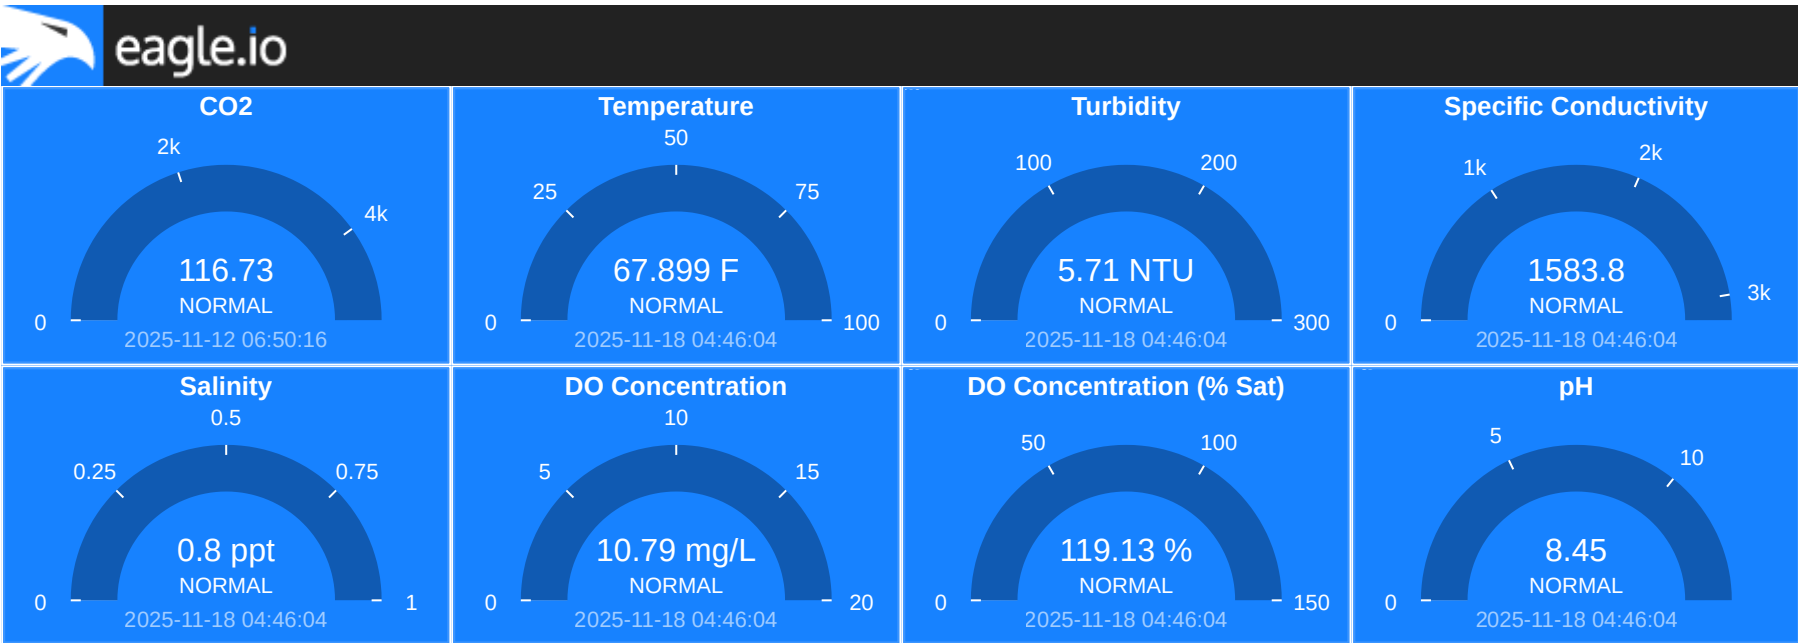 eagle.io
CO2
2k
4k
0
116.73
NORMAL
2025-11-12 06:50:16
Temperature
50
25
75
0
100
67.899 F
NORMAL
2025-11-18 04:46:04
Turbidity
100
200
0
300
5.71 NTU
NORMAL
2025-11-18 04:46:04
Specific Conductivity
1k
2k
3k
0
1583.8
NORMAL
2025-11-18 04:46:04
Salinity
0.5
0.25
0.75
0
1
0.8 ppt
NORMAL
2025-11-18 04:46:04
DO Concentration
10
5
15
0
20
10.79 mg/L
NORMAL
2025-11-18 04:46:04
DO Concentration (% Sat)
50
100
0
150
119.13 %
NORMAL
2025-11-18 04:46:04
pH
5
10
0
8.45
NORMAL
2025-11-18 04:46:04